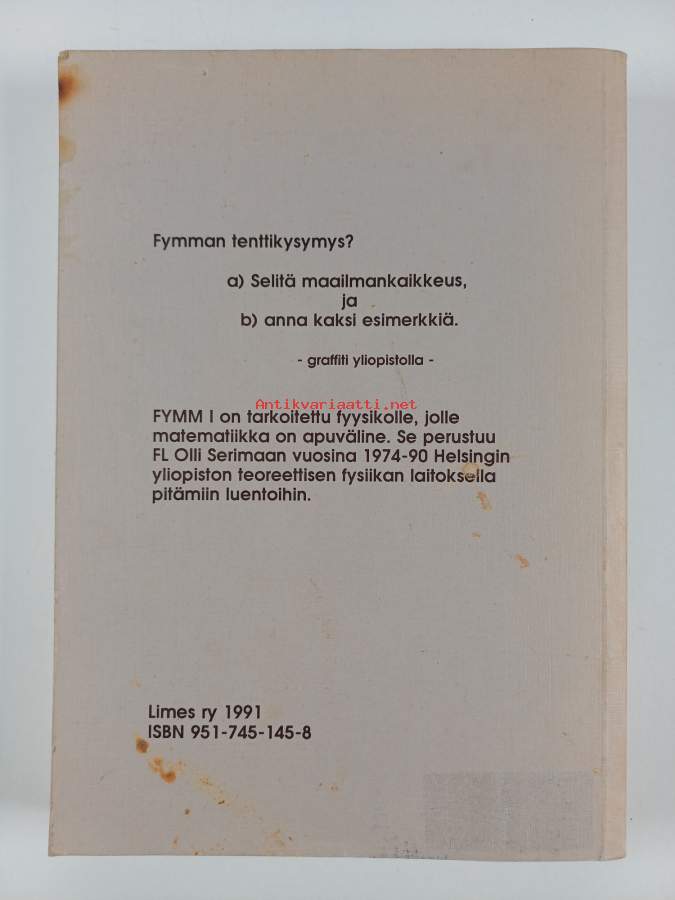 Fymman tenttikysymys?
a) Selitä maailmankaikkeus,
ja
b) anna kaksi esimerkkiä.
- graffiti yliopistolla -
Antikvariaatti.net
FYMM I on tarkoitettu fyysikolle, jolle
matematiikka on apuväline. Se perustuu
FL Olli Serimaan vuosina 1974-90 Helsingin
yliopiston teoreettisen fysiikan laitoksella
pitämiin luentoihin.
Limes ry 1991
ISBN 951-745-145-8